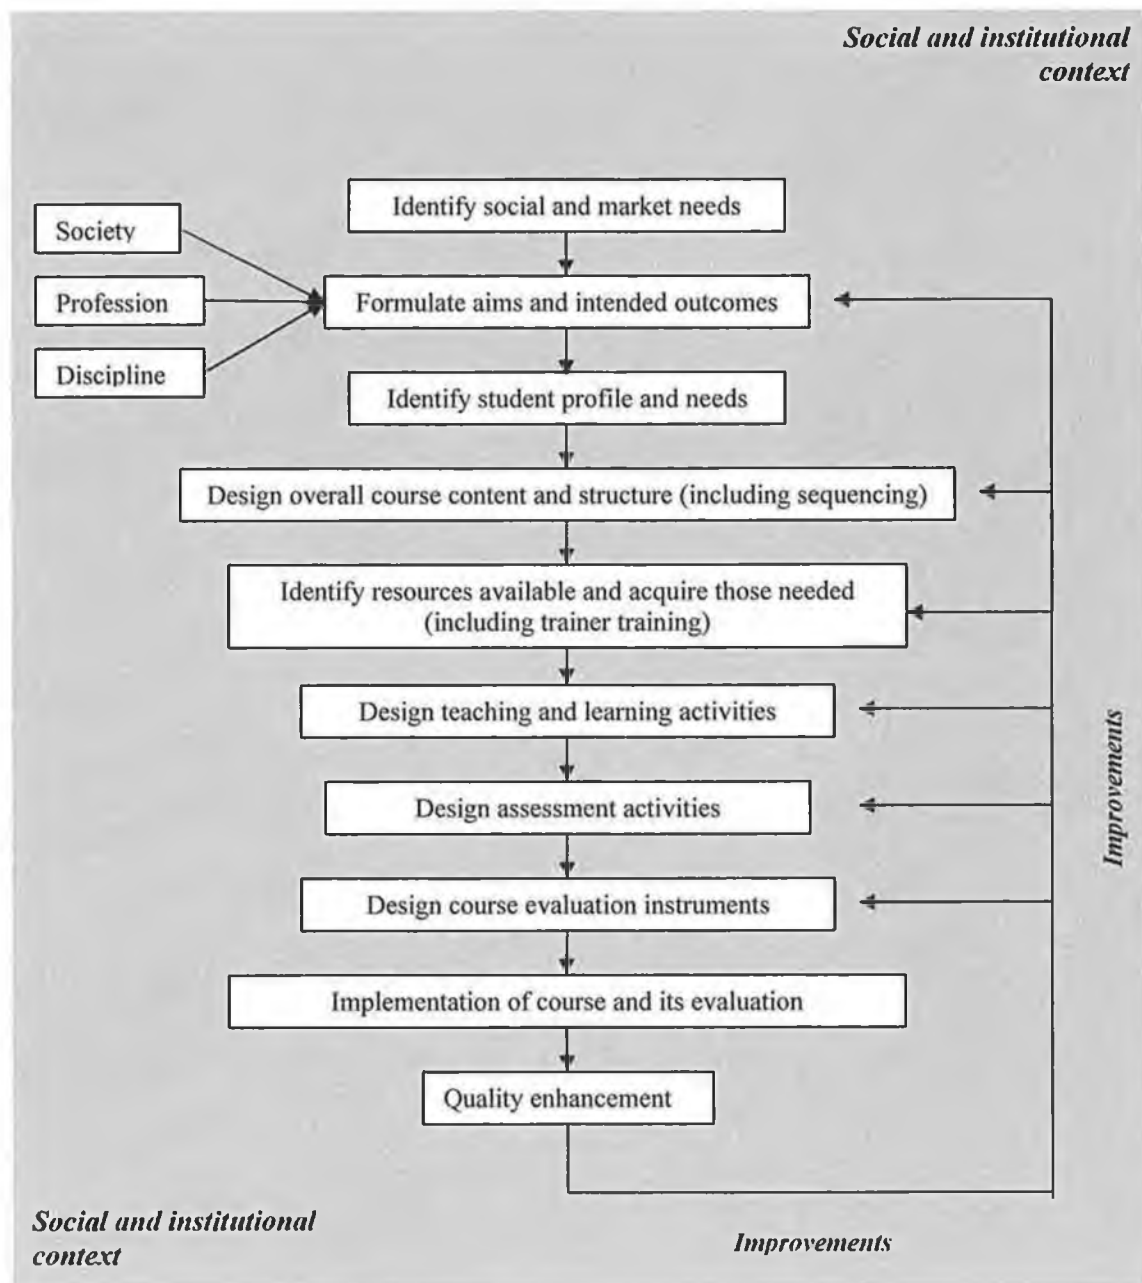 Social and institutional
context
Identify social and market needs
Society
Formulate aims and intended outcomes
Profession
Discipline
Identify student profile and needs
Design overall course content and structure (including sequencing)
Identify resources available and acquire those needed
(including trainer training)
Design teaching and learning activities
Improvements
Design assessment activities
Design course evaluation instruments
Implementation of course and its evaluation
Quality enhancement
Social and institutional
context
Improvements